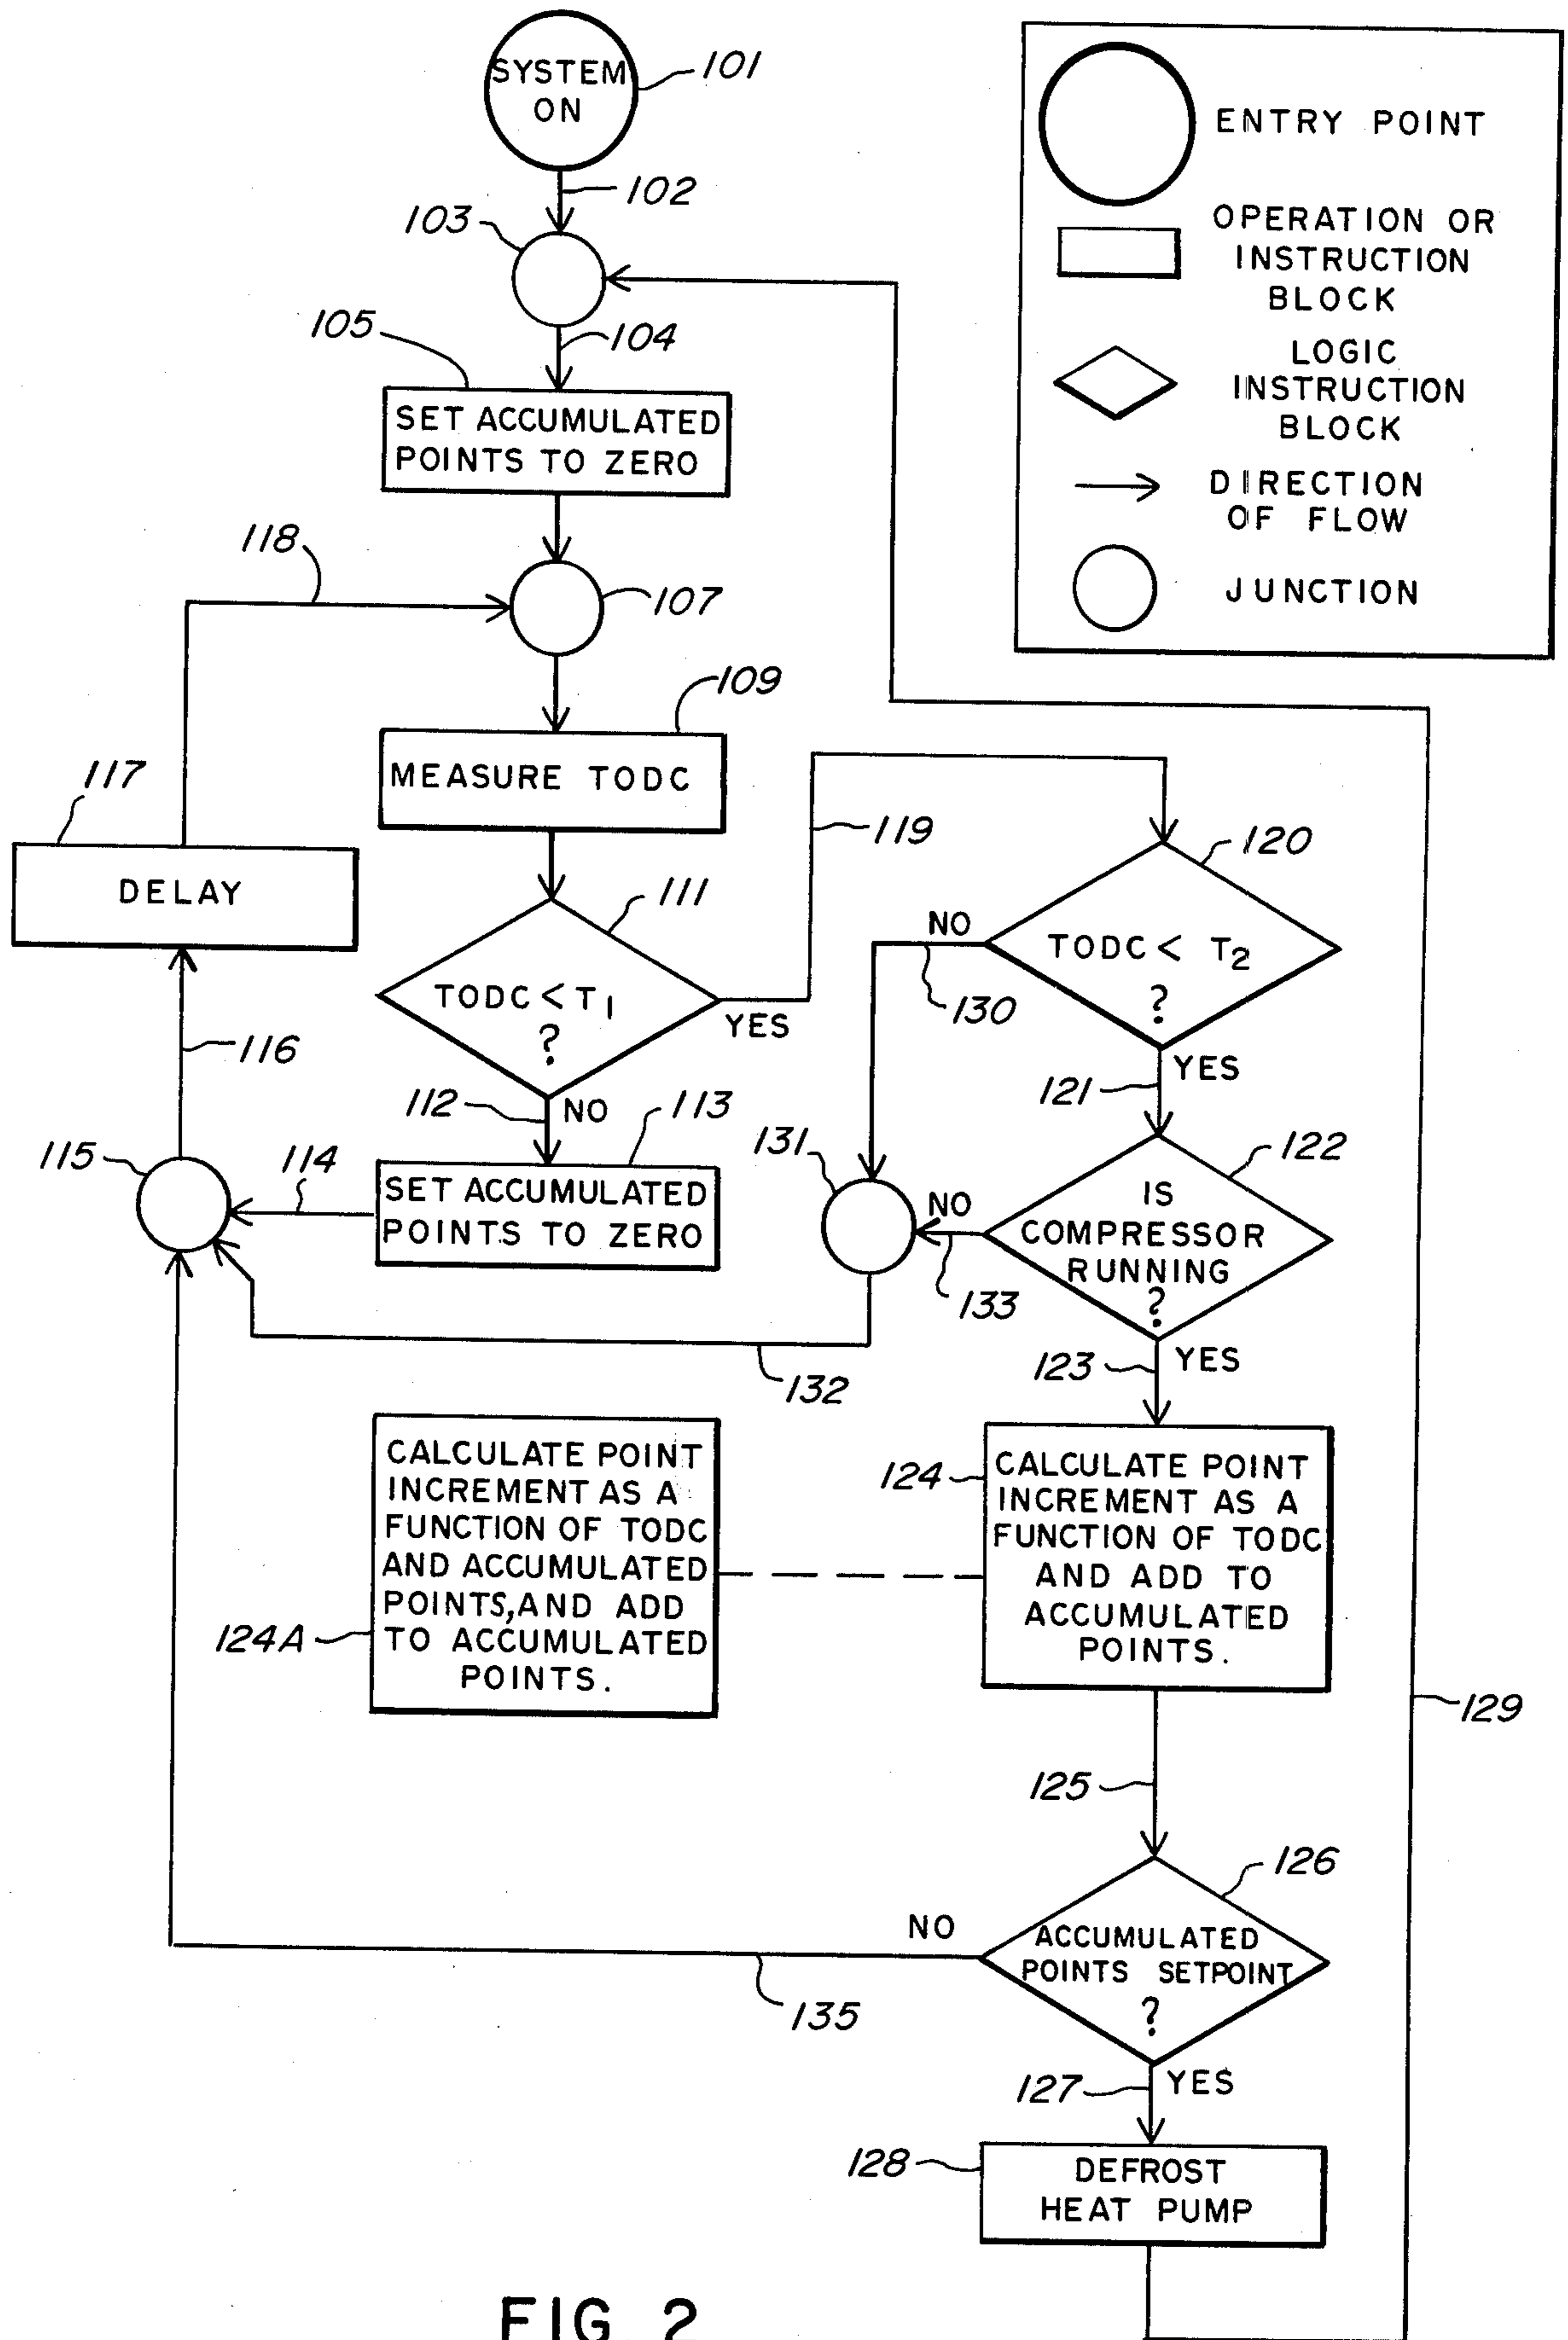 SYSTEM
ON
101
102
103
104
105
SET ACCUMULATED
POINTS TO ZERO
118
107
109
MEASURE TODC
117
DELAY
111
TODC < T1
?
YES
112
NO
113
SET ACCUMULATED
POINTS TO ZERO
114
115
116
119
120
TODC < T2
?
NO
130
YES
121
122
IS
COMPRESSOR
RUNNING
?
NO
133
131
132
YES
123
124
CALCULATE POINT
INCREMENT AS A
FUNCTION OF TODC
AND ADD TO
ACCUMULATED
POINTS.
124A
CALCULATE POINT
INCREMENT AS A
FUNCTION OF TODC
AND ACCUMULATED
POINTS, AND ADD
TO ACCUMULATED
POINTS.
125
126
ACCUMULATED
POINTS SETPOINT
?
NO
135
YES
127
128
DEFROST
HEAT PUMP
129
ENTRY POINT
OPERATION OR
INSTRUCTION
BLOCK
LOGIC
INSTRUCTION
BLOCK
DIRECTION
OF FLOW
JUNCTION
FIG. 2